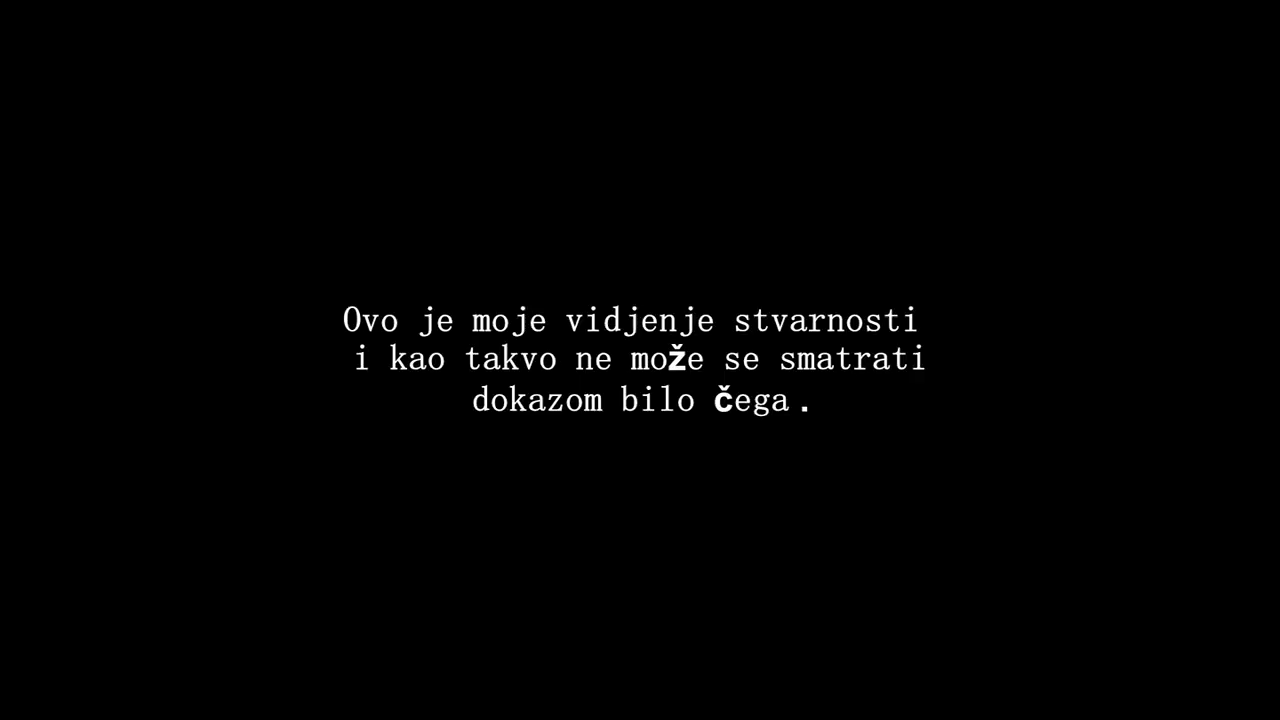 Ovo je moje vidjenje stvarnosti
i kao takvo ne može se smatrati
dokazom bilo čega.